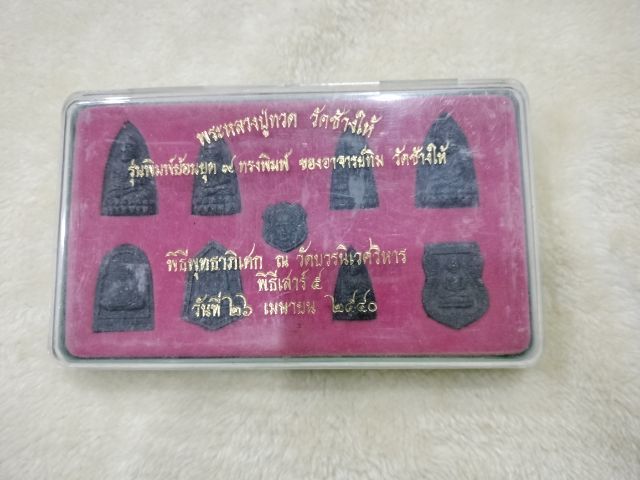 พระหลวงปู่ทวด วัดช้างให้
รุ่นพิมพ์ย้อนยุค ๙ ทรงพิมพ์ ของอาจารย์ทิม วัดช้างให้
พิธีพุทธาภิเศก ณ วัดบวรนิเวศวิหาร
พิธีเสาร์ ๕
วันที่ ๒๖ เมษายน ๒๕๔๐